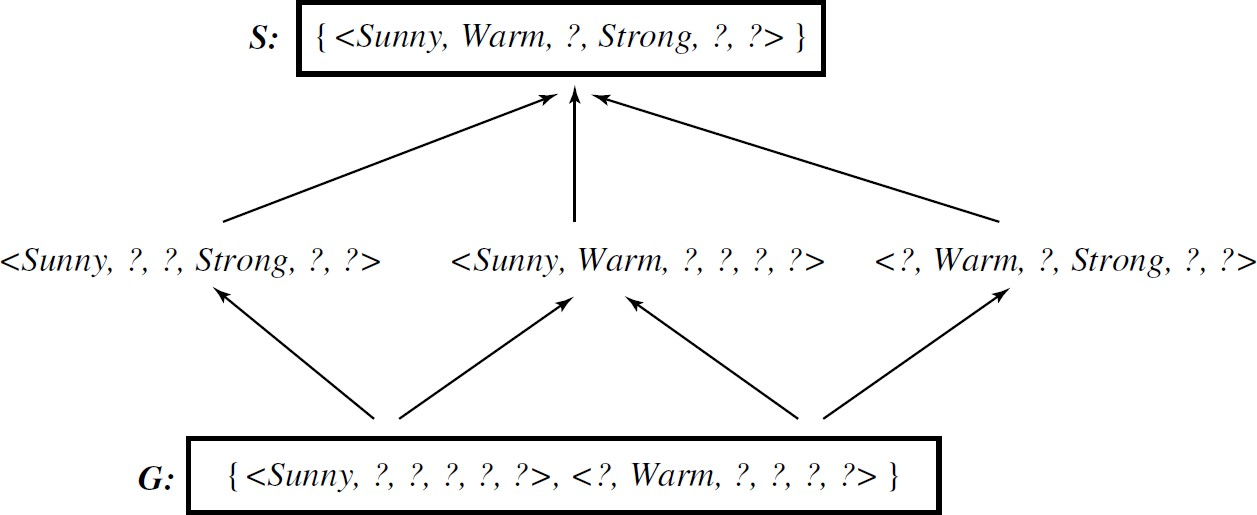 S: { <Sunny, Warm, ?, Strong, ?, ?> }
<Sunny, ?, ?, Strong, ?, ?> <Sunny, Warm, ?, ?, ?, ?> <?, Warm, ?, Strong, ?, ?>
G: { <Sunny, ?, ?, ?, ?, ?>, <?, Warm, ?, ?, ?, ?> }